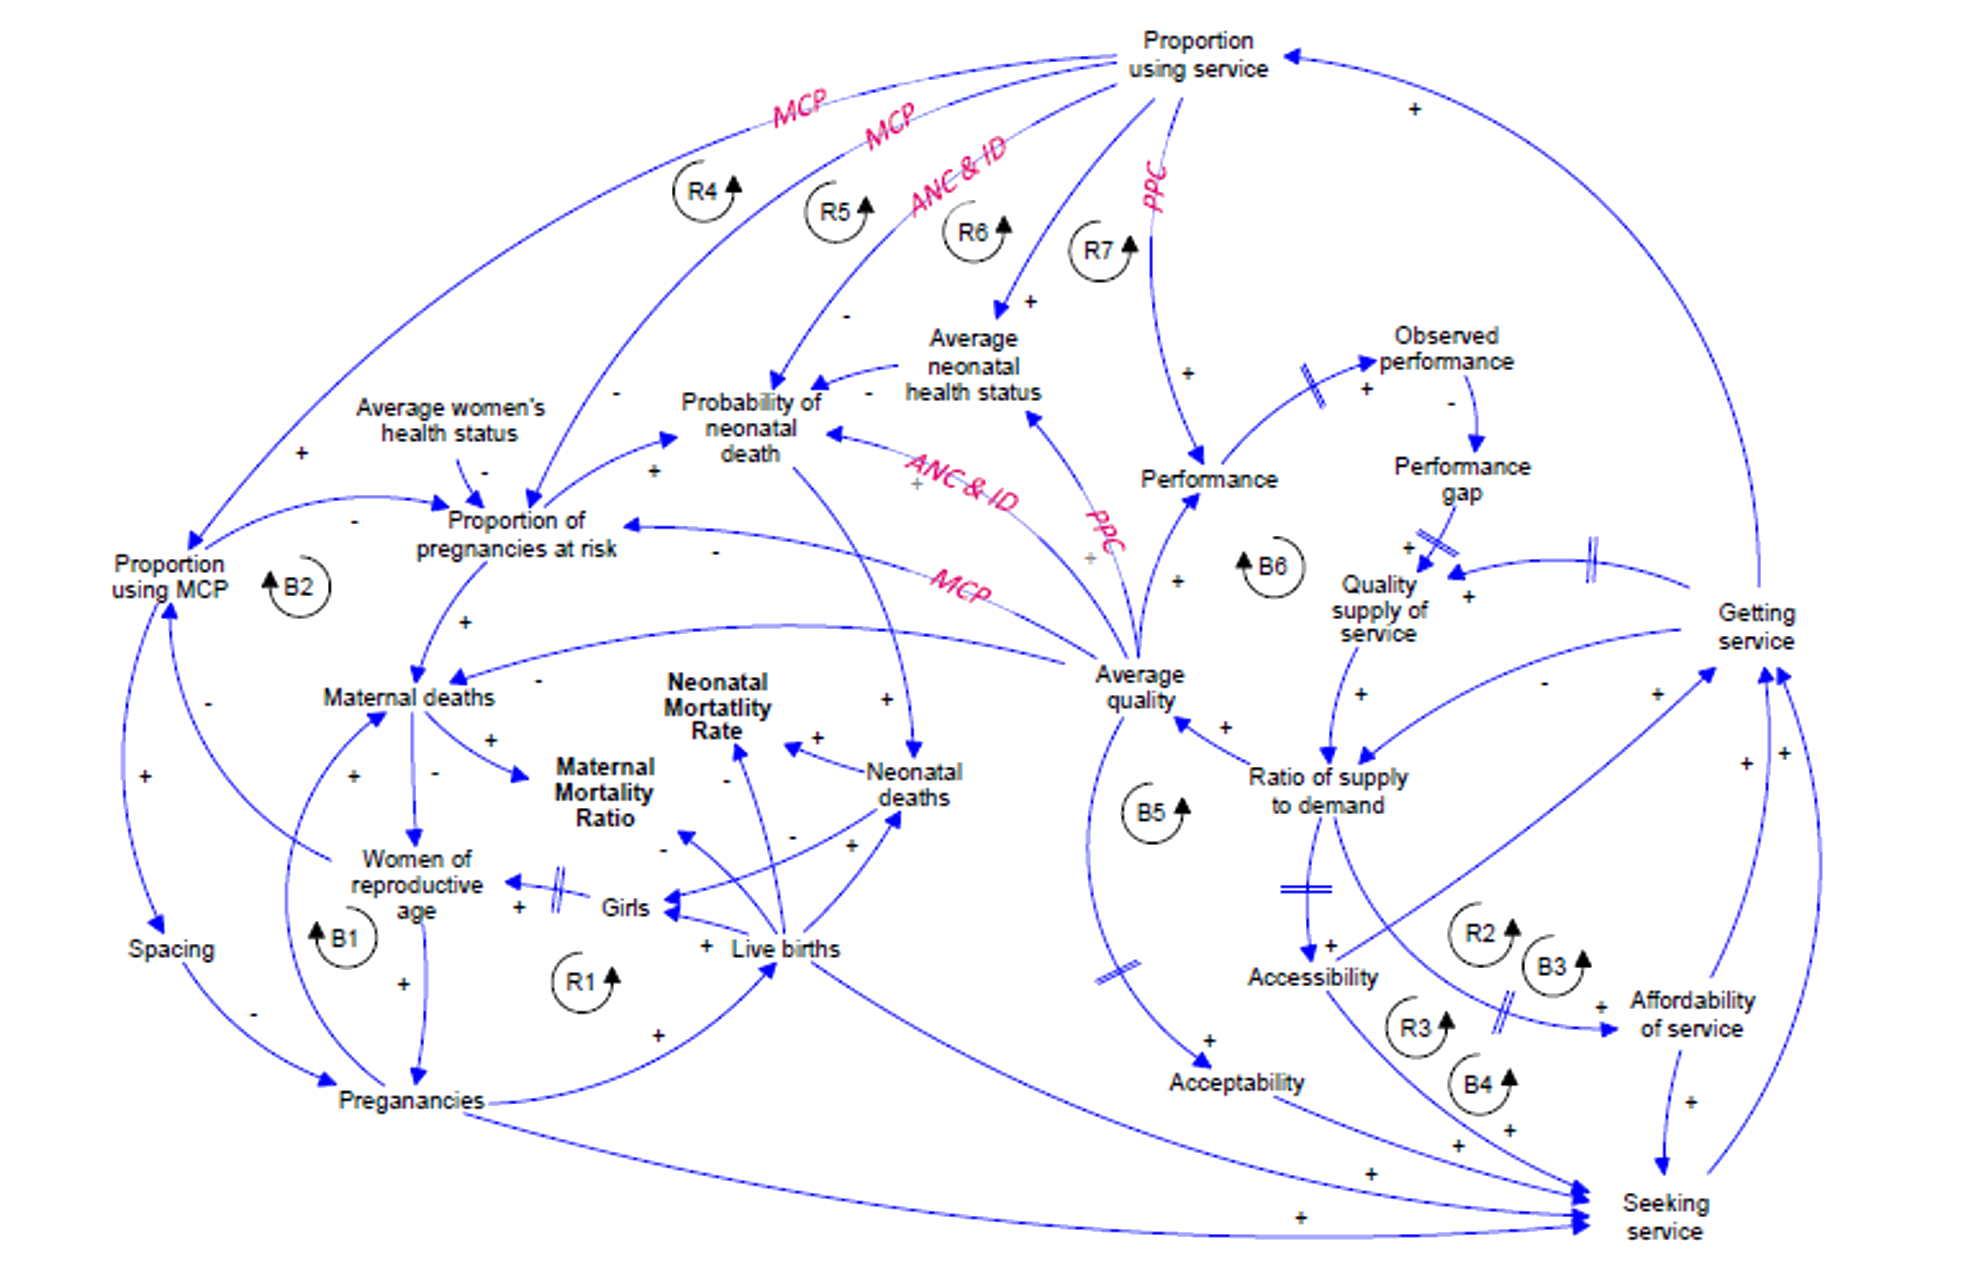 Proportion
using service
+
MCP
MCP
ANC & ID
PPC
R4
R5
R6
R7
+
-
Average
neonatal
health status
+
Observed
performance
+
-
-
-
Average women's
health status
-
Probability of
neonatal
death
+
+
Performance
Performance
gap
ANC & ID
+
PPC
+
Proportion of
pregnancies at risk
-
-
MCP
+
B6
+
Quality
supply of
service
+
Getting
service
Proportion
using MCP
B2
+
-
Average
quality
+
-
+
Maternal deaths
-
Neonatal
Mortatlity
Rate
+
+
+
Neonatal
deaths
-
+
+
+
-
Maternal
Mortality
Ratio
Ratio of supply
to demand
+
+
B5
-
-
+
Women of
reproductive
age
+
Girls
+
Live births
B1
R1
+
Spacing
-
+
Accessibility
R2
B3
+
Affordability
of service
R3
+
Acceptability
B4
+
Preganancies
+
+
+
+
Seeking
service